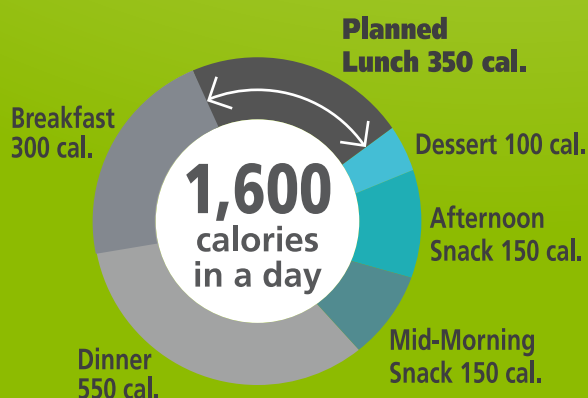 Planned
Lunch 350 cal.
Breakfast
300 cal.
Dessert 100 cal.
1,600
calories
in a day
Afternoon
Snack 150 cal.
Mid-Morning
Snack 150 cal.
Dinner
550 cal.